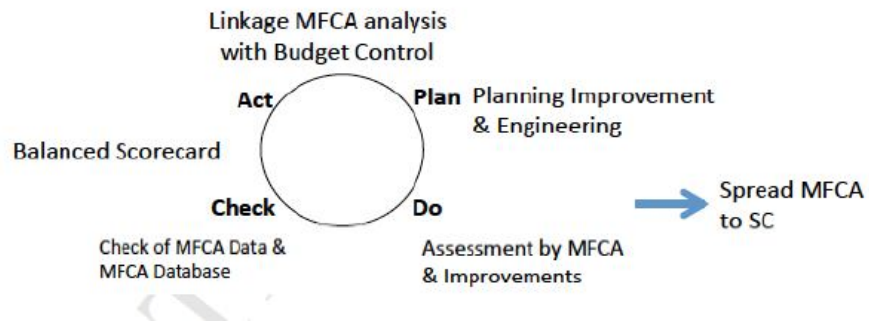 Linkage MFCA analysis
with Budget Control
Act
Plan Planning Improvement
& Engineering
Balanced Scorecard
Spread MFCA
to SC
Check
Do
Check of MFCA Data &
MFCA Database
Assessment by MFCA
& Improvements